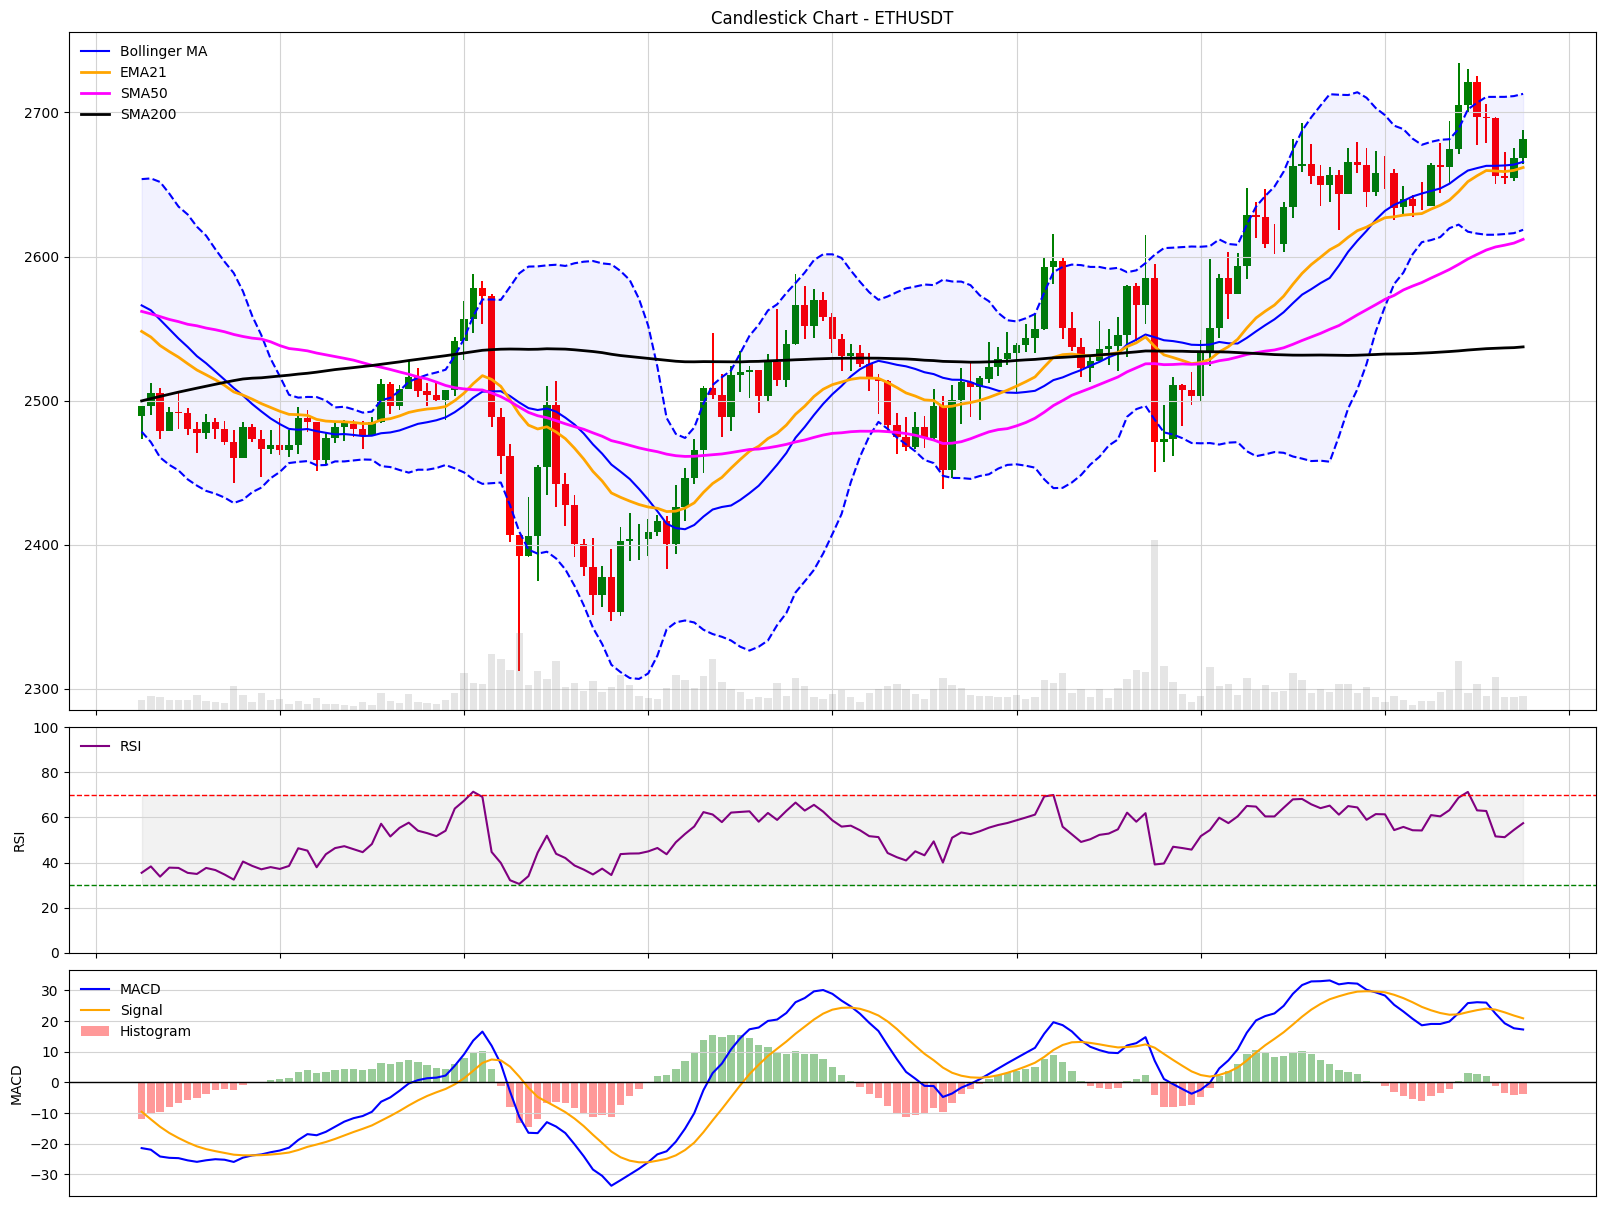 Candlestick Chart - ETHUSDT
Bollinger MA
EMA21
SMA50
SMA200
2700
2600
2500
2400
2300
RSI
100
80
60
40
20
0
RSI
MACD
Signal
Histogram
30
20
10
0
−10
−20
−30
MACD